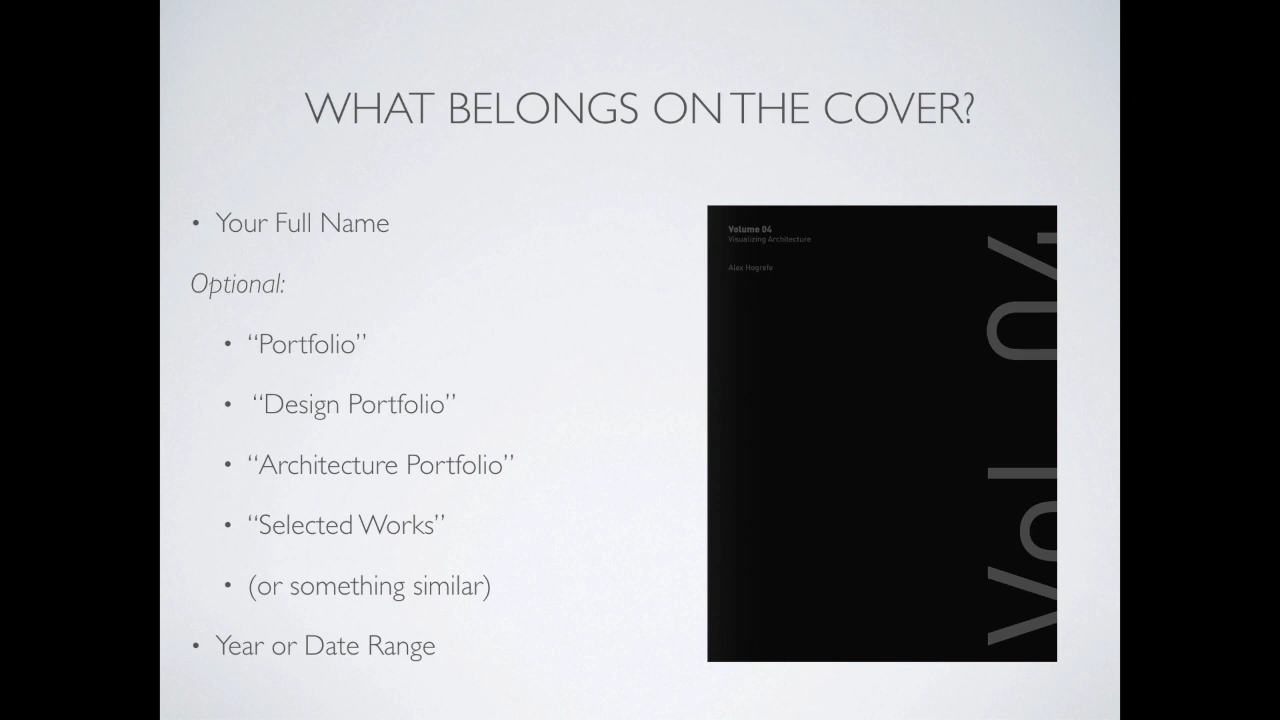 WHAT BELONGS ON THE COVER?
• Your Full Name
Optional:
• “Portfolio”
• “Design Portfolio”
• “Architecture Portfolio”
• “Selected Works”
• (or something similar)
• Year or Date Range
Volume 04
Visualizing Architecture
Alex Hogrefe
Vol 04